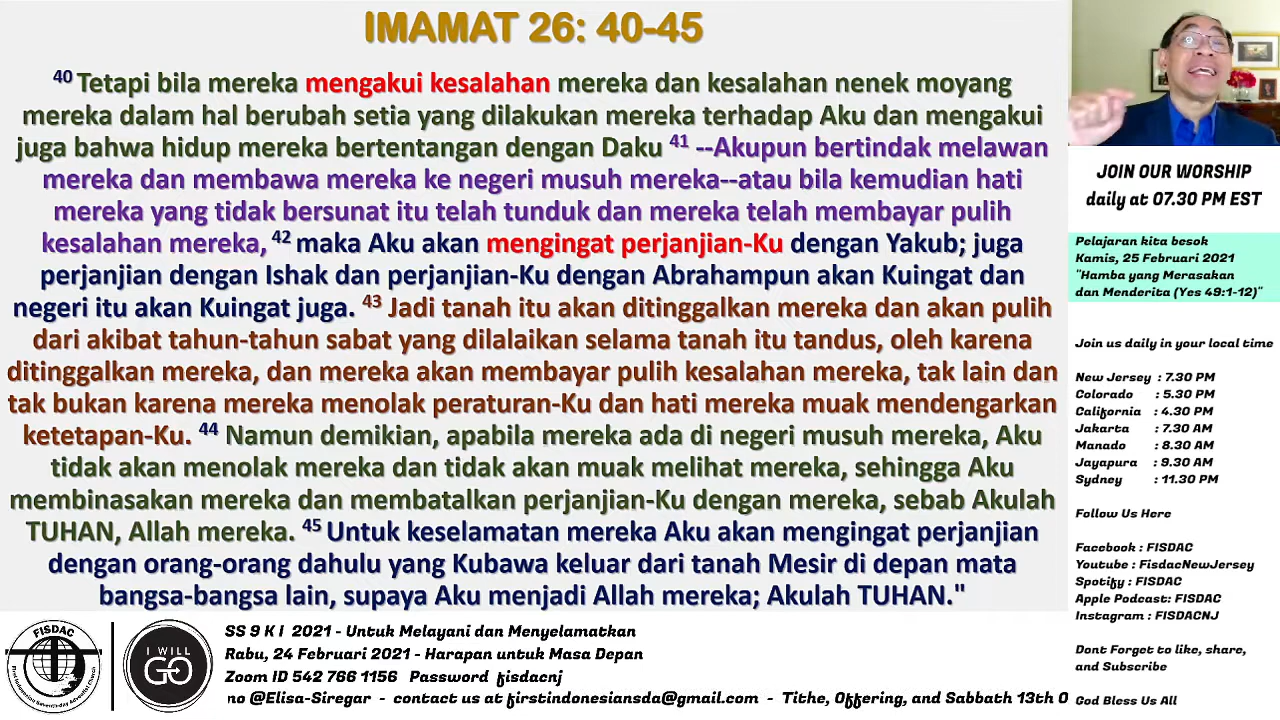 IMAMAT 26: 40-45
40 Tetapi bila mereka mengakui kesalahan mereka dan kesalahan nenek moyang
mereka dalam hal berubah setia yang dilakukan mereka terhadap Aku dan mengakui
juga bahwa hidup mereka bertentangan dengan Daku 41 --Akupun bertindak melawan
mereka dan membawa mereka ke negeri musuh mereka--atau bila kemudian hati
mereka yang tidak bersunat itu telah tunduk dan mereka telah membayar pulih
kesalahan mereka, 42 maka Aku akan mengingat perjanjian-Ku dengan Yakub; juga
perjanjian dengan Ishak dan perjanjian-Ku dengan Abrahampun akan Kuingat dan
negeri itu akan Kuingat juga. 43 Jadi tanah itu akan ditinggalkan mereka dan akan pulih
dari akibat tahun-tahun sabat yang dilalaikan selama tanah itu tandus, oleh karena
ditinggalkan mereka, dan mereka akan membayar pulih kesalahan mereka, tak lain dan
tak bukan karena mereka menolak peraturan-Ku dan hati mereka muak mendengarkan
ketetapan-Ku. 44 Namun demikian, apabila mereka ada di negeri musuh mereka, Aku
tidak akan menolak mereka dan tidak akan muak melihat mereka, sehingga Aku
membinasakan mereka dan membatalkan perjanjian-Ku dengan mereka, sebab Akulah
TUHAN, Allah mereka. 45 Untuk keselamatan mereka Aku akan mengingat perjanjian
dengan orang-orang dahulu yang Kubawa keluar dari tanah Mesir di depan mata
bangsa-bangsa lain, supaya Aku menjadi Allah mereka; Akulah TUHAN."
JOIN OUR WORSHIP
daily at 07.30 PM EST
Pelajaran kita besok
Kamis, 25 Februari 2021
"Hamba yang Merasakan
dan Menderita (Yes 49:1-12)"
Join us daily in your local time
New Jersey : 7.30 PM
Colorado : 5.30 PM
California : 4.30 PM
Jakarta : 7.30 AM
Manado : 8.30 AM
Jayapura : 9.30 AM
Sydney : 11.30 PM
Follow Us Here
Facebook : FISDAC
Youtube : FisdacNewJersey
Spotify : FISDAC
Apple Podcast: FISDAC
Instagram : FISDACNJ
Dont Forget to like, share,
and Subscribe
God Bless Us All
FISDAC
First Indonesian Seventh-day Adventist Church
I WILL
GO
SS 9 K I 2021 - Untuk Melayani dan Menyelamatkan
Rabu, 24 Februari 2021 - Harapan untuk Masa Depan
Zoom ID 542 766 1156 Password fisdacnj
no @Elisa-Siregar - contact us at firstindonesiansda@gmail.com - Tithe, Offering, and Sabbath 13th O